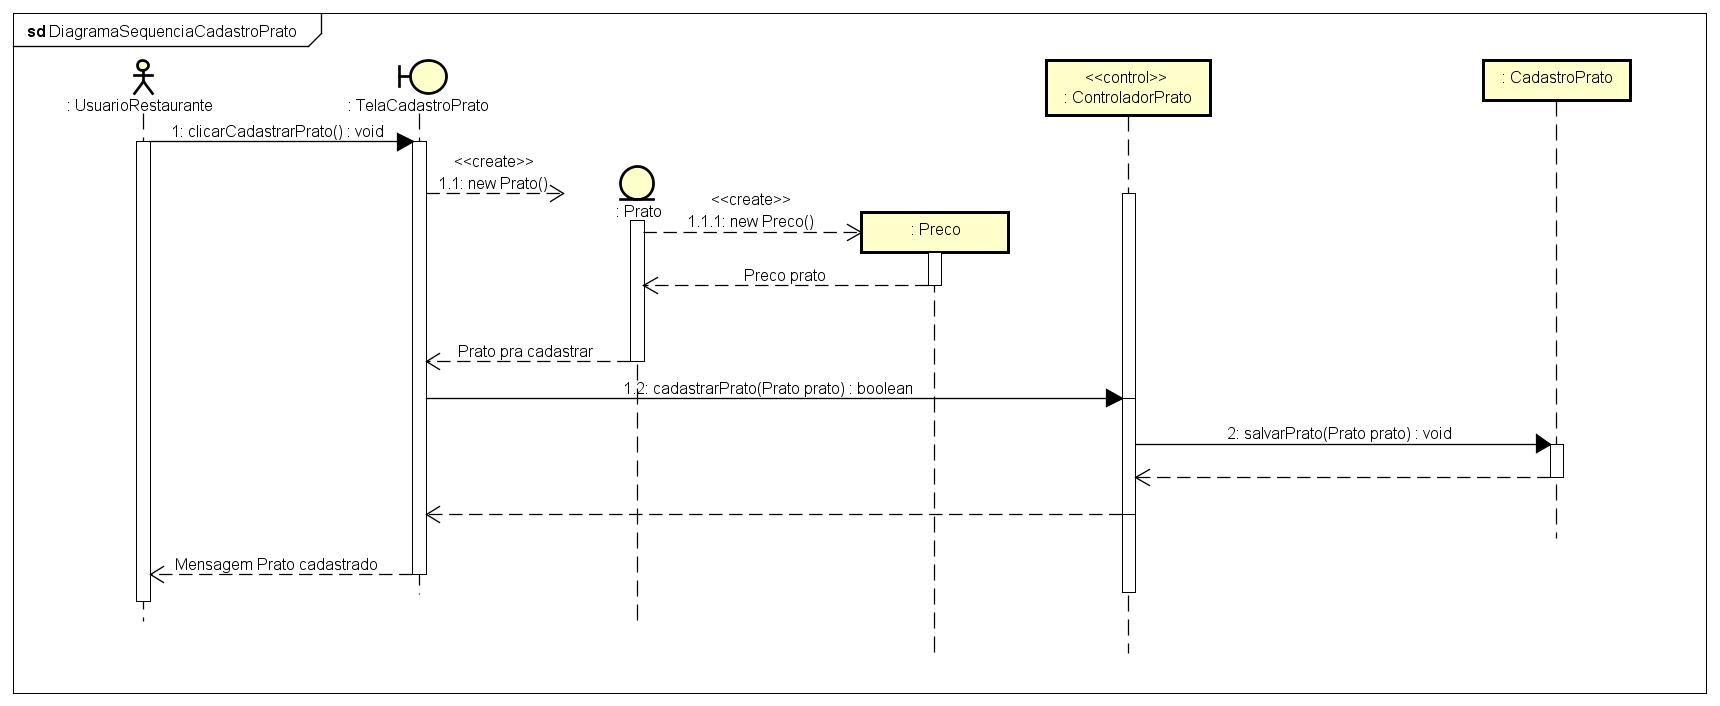 sd DiagramaSequenciaCadastroPrato
: UsuarioRestaurante
: TelaCadastroPrato
<<control>>
: ControladorPrato
: CadastroPrato
1: clicarCadastrarPrato() : void
<<create>>
1.1: new Prato()
: Prato
<<create>>
1.1.1: new Preco()
: Preco
Preco prato
Prato pra cadastrar
1.2: cadastrarPrato(Prato prato) : boolean
2: salvarPrato(Prato prato) : void
Mensagem Prato cadastrado